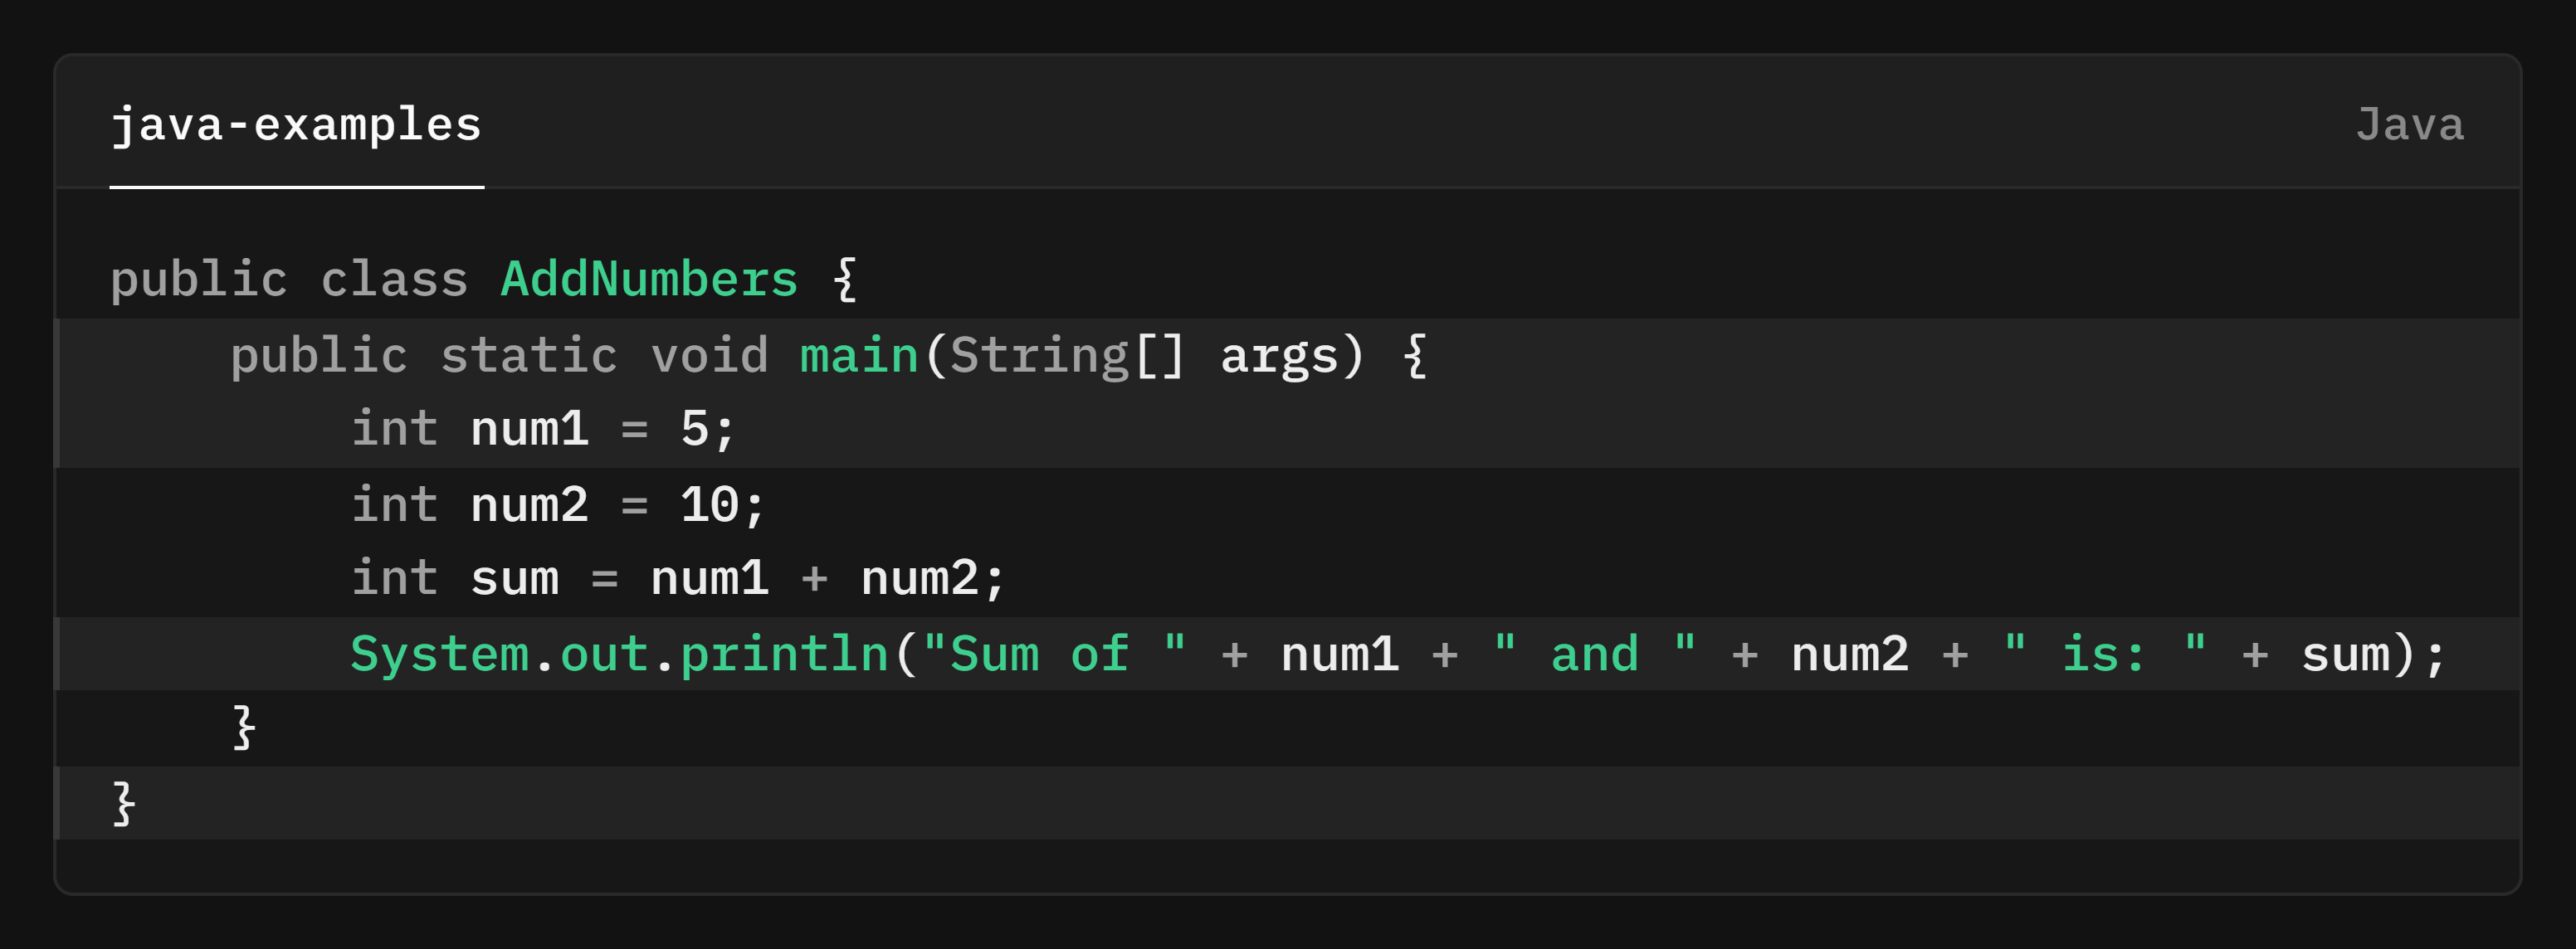 java-examples
Java
public class AddNumbers {
    public static void main(String[] args) {
        int num1 = 5;
        int num2 = 10;
        int sum = num1 + num2;
        System.out.println("Sum of " + num1 + " and " + num2 + " is: " + sum);
    }
}